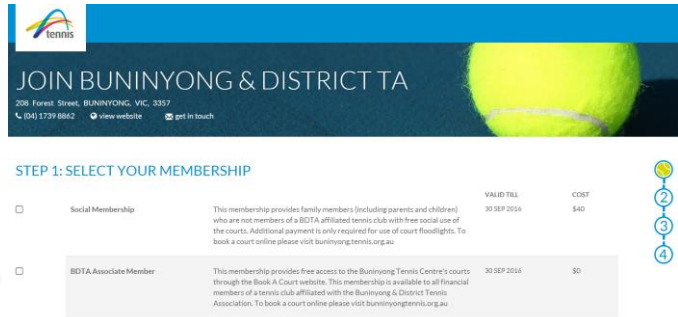 tennis
JOIN BUNINYONG & DISTRICT TA
208 Forest Street, BUNINYONG, VIC, 3357
(04) 1739 8862 view website get in touch
STEP 1: SELECT YOUR MEMBERSHIP
VALID TILL COST
Social Membership This membership provides family members (including parents and children) 30 SEP 2016 $40
who are not members of a BDTA affiliated tennis club with free social use of
the courts. Additional payment is only required for use of court floodlights. To
book a court online please visit buninyong.tennis.org.au
BDTA Associate Member This membership provides free access to the Buninyong Tennis Centre's courts 30 SEP 2016 $0
through the Book A Court website. This membership is available to all financial
members of a tennis club affiliated with the Buninyong & District Tennis
Association. To book a court online please visit bunninyongtennis.org.au
2
3
4